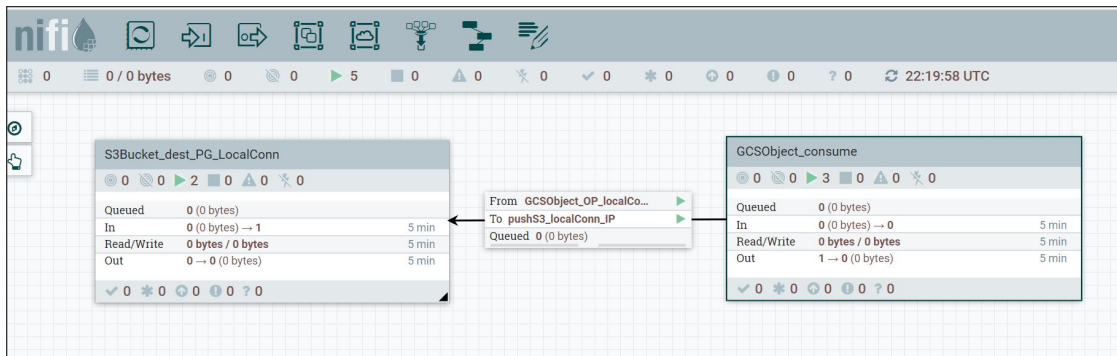 nifi
0 0 / 0 bytes 0 0 5 0 0 0 0 0 0 0 ? 0 22:19:58 UTC
S3Bucket_dest_PG_LocalConn
0 0 2 0 0 0
Queued 0 (0 bytes)
In 0 (0 bytes) → 1 5 min
Read/Write 0 bytes / 0 bytes 5 min
Out 0 → 0 (0 bytes) 5 min
0 0 0 0 ? 0
From GCSObject_OP_localCo...
To pushS3_localConn_IP
Queued 0 (0 bytes)
GCSObject_consume
0 0 3 0 0 0
Queued 0 (0 bytes)
In 0 (0 bytes) → 0 5 min
Read/Write 0 bytes / 0 bytes 5 min
Out 1 → 0 (0 bytes) 5 min
0 0 0 0 ? 0